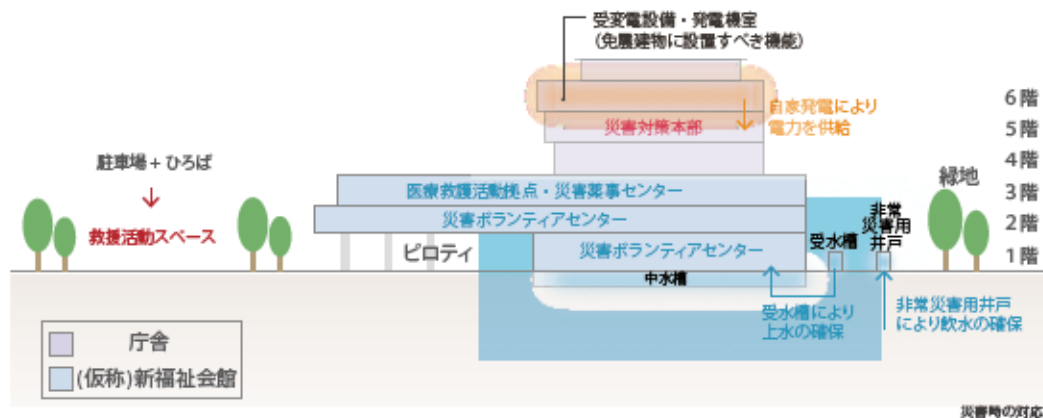 受変電設備・発電機室
(免震建物に設置すべき機能)
6階
自家発電により
電力を供給
5階
災害対策本部
4階
駐車場+ひろば
緑地
医療救護活動拠点・災害薬事センター
3階
非常
災害用
井戸
救援活動スペース
災害ボランティアセンター
2階
受水槽
ピロティ
災害ボランティアセンター
1階
中水槽
受水槽により
上水の確保
非常災害用井戸
により飲水の確保
庁舎
(仮称)新福祉会館
災害時の対応